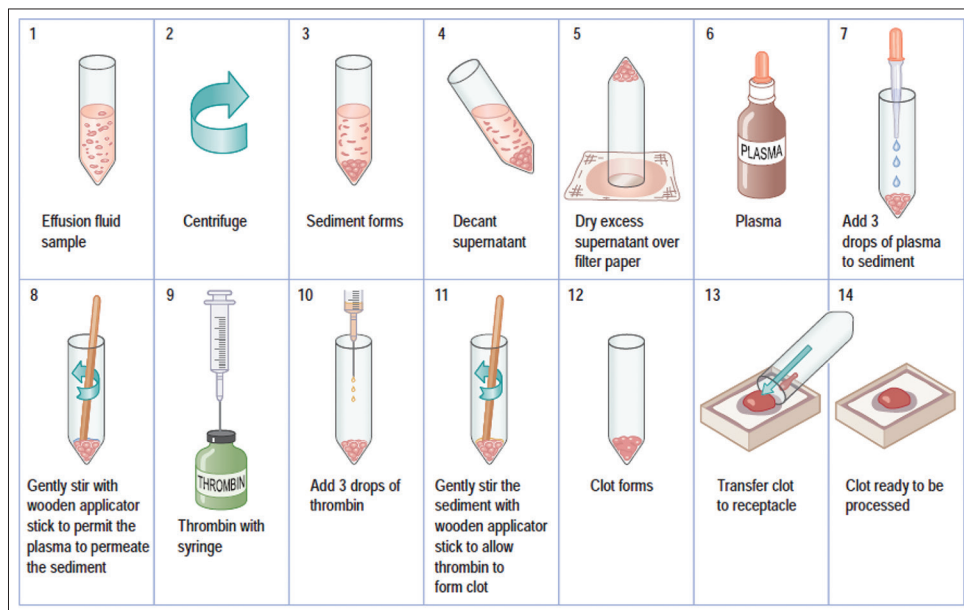 1
Effusion fluid
sample
2
Centrifuge
3
Sediment forms
4
Decant
supernatant
5
Dry excess
supernatant over
filter paper
6
PLASMA
Plasma
7
Add 3
drops of plasma
to sediment
8
Gently stir with
wooden applicator
stick to permit the
plasma to permeate
the sediment
9
THROMBIN
Thrombin with
syringe
10
Add 3 drops of
thrombin
11
Gently stir the
sediment with
wooden applicator
stick to allow
thrombin to
form clot
12
Clot forms
13
Transfer clot
to receptacle
14
Clot ready to be
processed